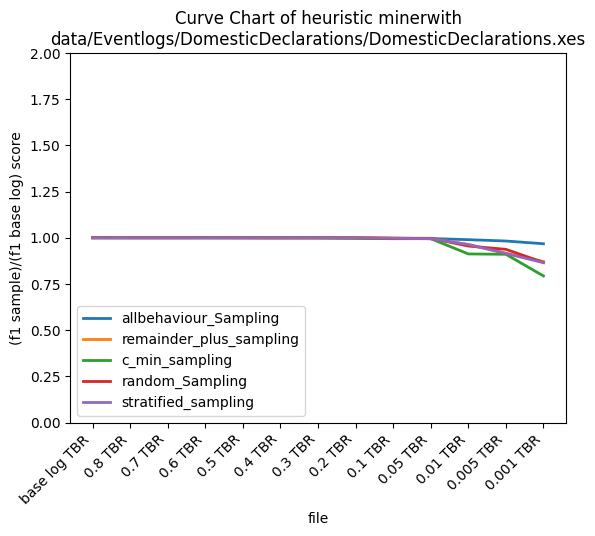 Curve Chart of heuristic minerwith
data/Eventlogs/DomesticDeclarations/DomesticDeclarations.xes
(f1 sample)/(f1 base log) score
2.00
1.75
1.50
1.25
1.00
0.75
0.50
0.25
0.00
allbehaviour_Sampling
remainder_plus_sampling
c_min_sampling
random_Sampling
stratified_sampling
base log TBR
0.8 TBR
0.7 TBR
0.6 TBR
0.5 TBR
0.4 TBR
0.3 TBR
0.2 TBR
0.1 TBR
0.05 TBR
0.01 TBR
0.005 TBR
0.001 TBR
file